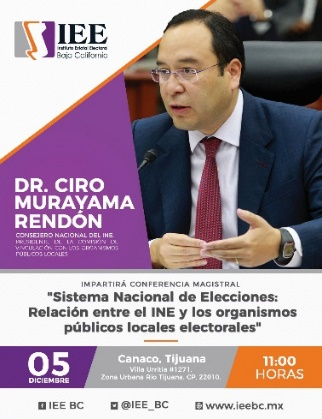 IEE
Instituto Estatal Electoral
Baja California
DR. CIRO
MURAYAMA
RENDÓN
CONSEJERO NACIONAL DEL INE.
PRESIDENTE DE LA COMISIÓN DE
VINCULACIÓN CON LOS ORGANISMOS
PÚBLICOS LOCALES
IMPARTIRÁ CONFERENCIA MAGISTRAL
"Sistema Nacional de Elecciones:
Relación entre el INE y los organismos
públicos locales electorales"
05
DICIEMBRE
Canaco, Tijuana
Villa Urritia #1271,
Zona Urbana Río Tijuana, CP. 22010.
11:00
HORAS
IEE BC
@IEE_BC
www.ieebc.mx